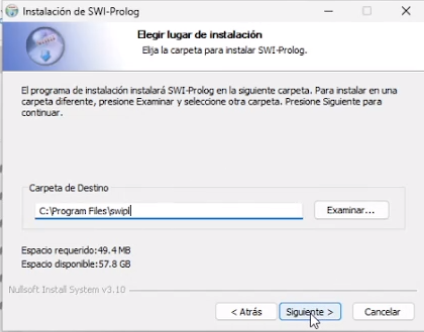 Instalación de SWI-Prolog
Elegir lugar de instalación
Elija la carpeta para instalar SWI-Prolog.
El programa de instalación instalará SWI-Prolog en la siguiente carpeta. Para instalar en una
carpeta diferente, presione Examinar y seleccione otra carpeta. Presione Siguiente para
continuar.
Carpeta de Destino
C:\Program Files\swipl
Examinar...
Espacio requerido:49.4 MB
Espacio disponible:57.8 GB
Nullsoft Install System v3.10
< Atrás
Siguiente >
Cancelar